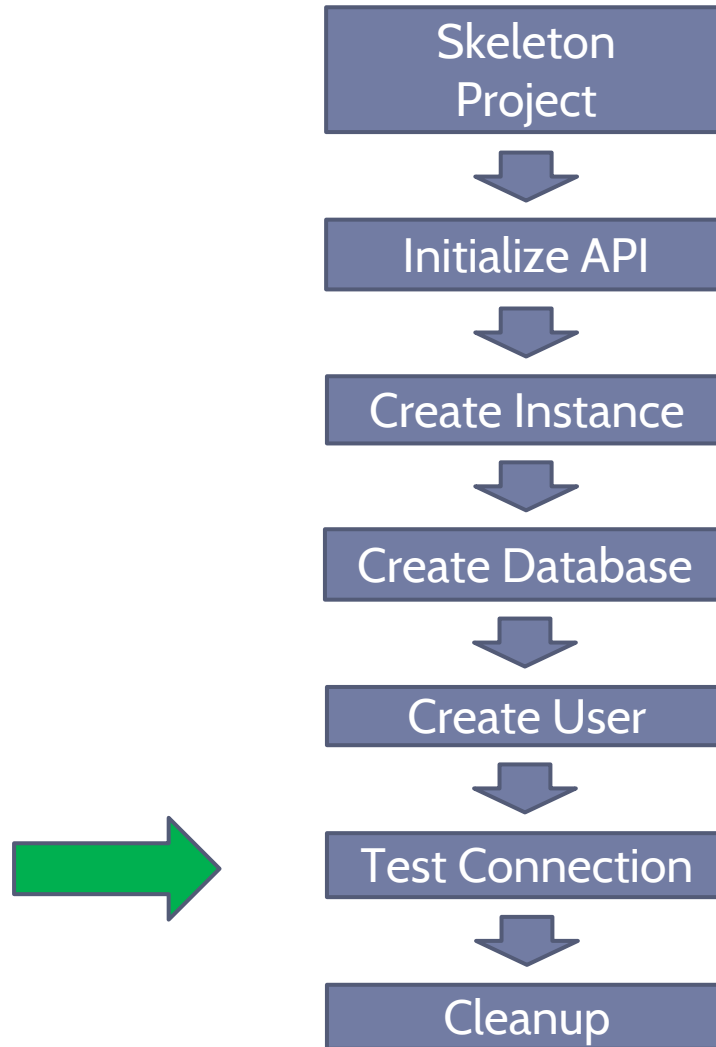 Skeleton
Project
Initialize API
Create Instance
Create Database
Create User
Test Connection
Cleanup